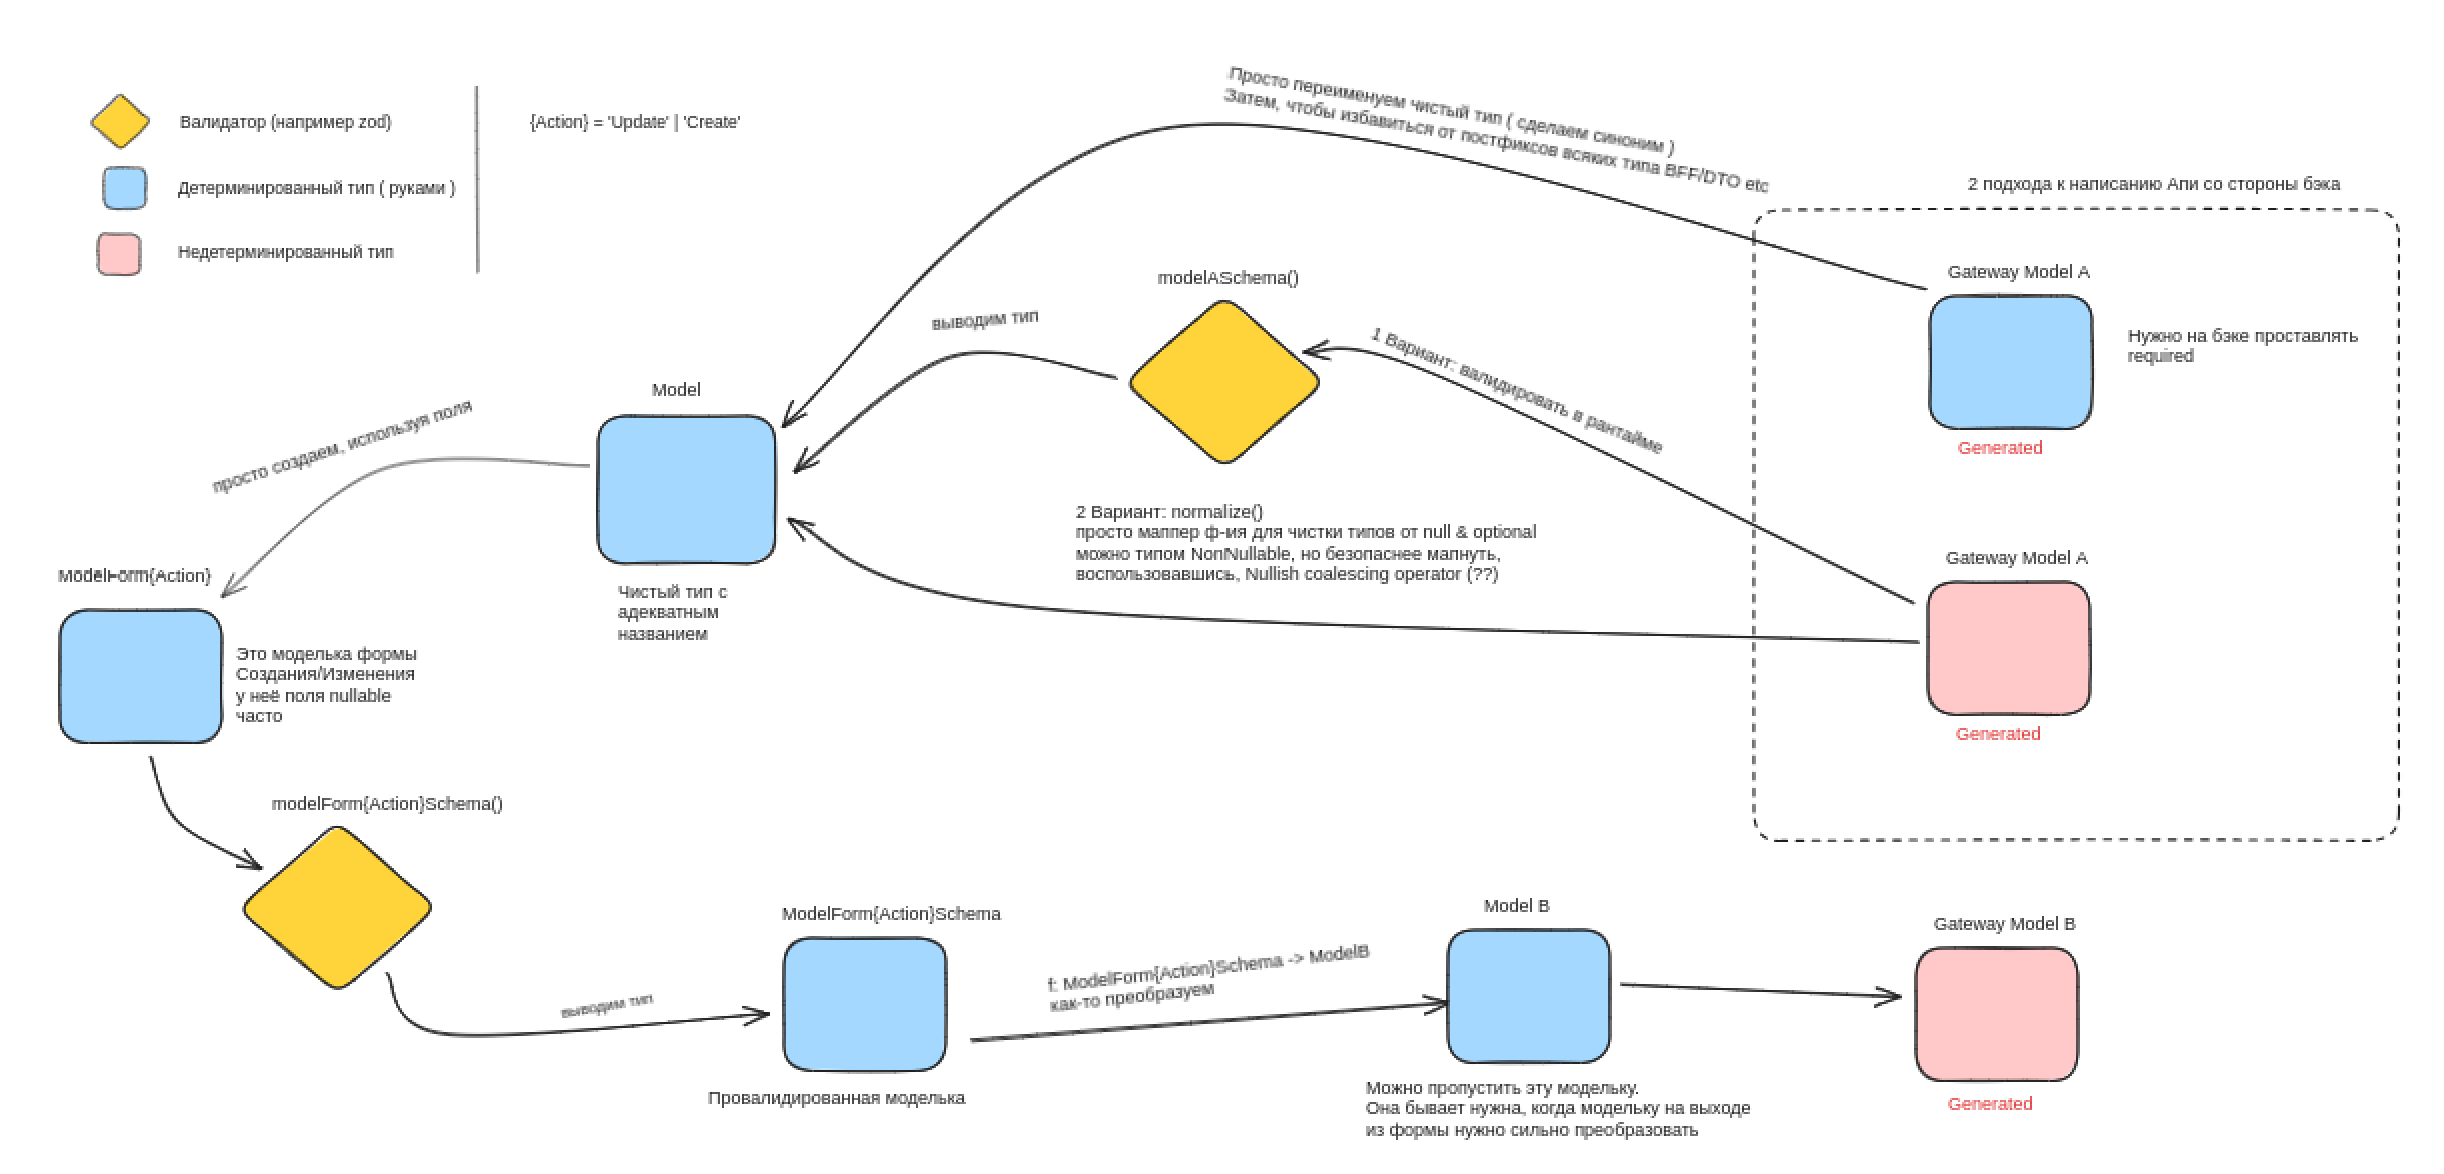 Валидатор (например zod)
{Action} = 'Update' | 'Create'
Детерминированный тип ( руками )
Недетерминированный тип
Просто переименуем чистый тип ( сделаем синоним )
Затем, чтобы избавиться от постфиксов всяких типа BFF/DTO etc
2 подхода к написанию Апи со стороны бэка
Gateway Model A
Нужно на бэке проставлять
required
Generated
modelASchema()
выводим тип
1 Вариант: валидировать в рантайме
Model
Чистый тип с
адекватным
названием
2 Вариант: normalize()
просто маппер ф-ия для чистки типов от null & optional
можно типом NonNullable, но безопаснее мапнуть,
воспользовавшись, Nullish coalescing operator (??)
Gateway Model A
Generated
просто создаем, используя поля
ModelForm{Action}
Это моделька формы
Создания/Изменения
у неё поля nullable
часто
modelForm{Action}Schema()
выводим тип
ModelForm{Action}Schema
Провалидированная моделька
f: ModelForm{Action}Schema -> ModelB
как-то преобразуем
Model B
Можно пропустить эту модельку.
Она бывает нужна, когда модельку на выходе
из формы нужно сильно преобразовать
Gateway Model B
Generated